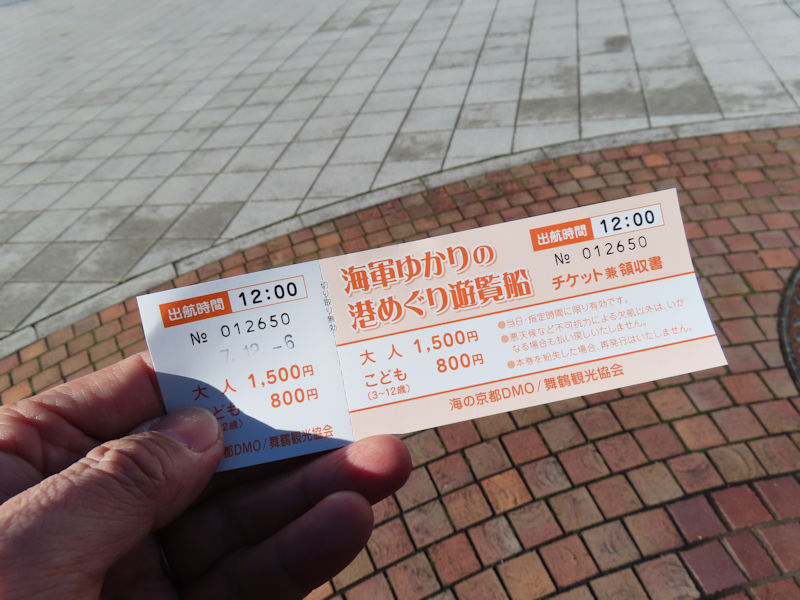 出航時間 12:00
№ 012650
7.12.-6
大人 1,500円
こども 800円
都DMO/舞鶴観光協会
切り取り無効
海軍ゆかりの
港めぐり遊覧船
出航時間 12:00
№ 012650
チケット兼領収書
大人 1,500円
こども 800円
(3~12歳)
●当日・指定時間に限り有効です。
●悪天候など不可抗力による欠航以外は、いか
なる場合も払い戻しいたしません。
●本券を紛失した場合、再発行はいたしません。
海の京都DMO/舞鶴観光協会